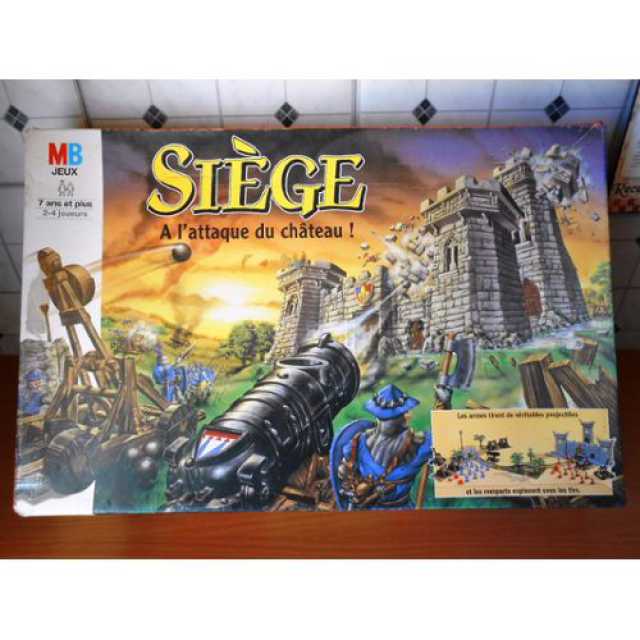 MB
JEUX
7 ans et plus
2-4 joueurs
SIÈGE
A l'attaque du château !
Les armes tirent de véritables projectiles
et les remparts explosent sous les tirs.